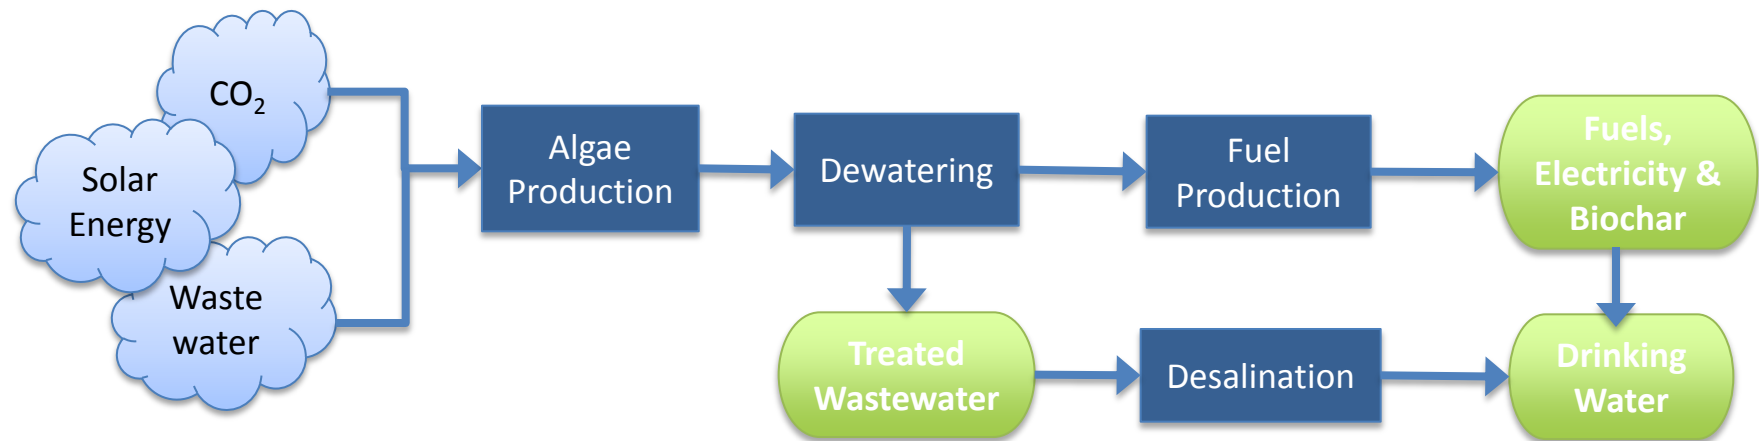 CO₂
Solar
Energy
Waste
water
Algae
Production
Dewatering
Fuel
Production
Fuels,
Electricity &
Biochar
Treated
Wastewater
Desalination
Drinking
Water